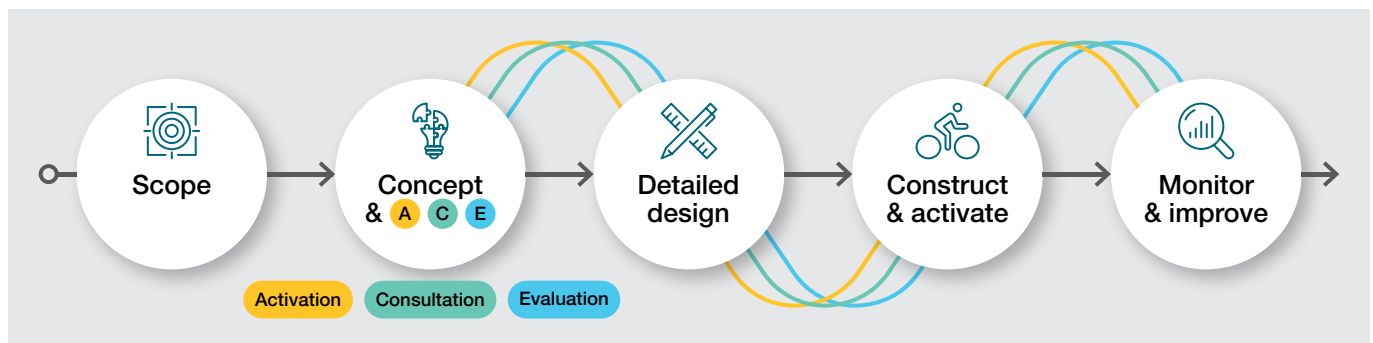 Scope
Concept
& A C E
Detailed
design
Construct
& activate
Monitor
& improve
Activation Consultation Evaluation